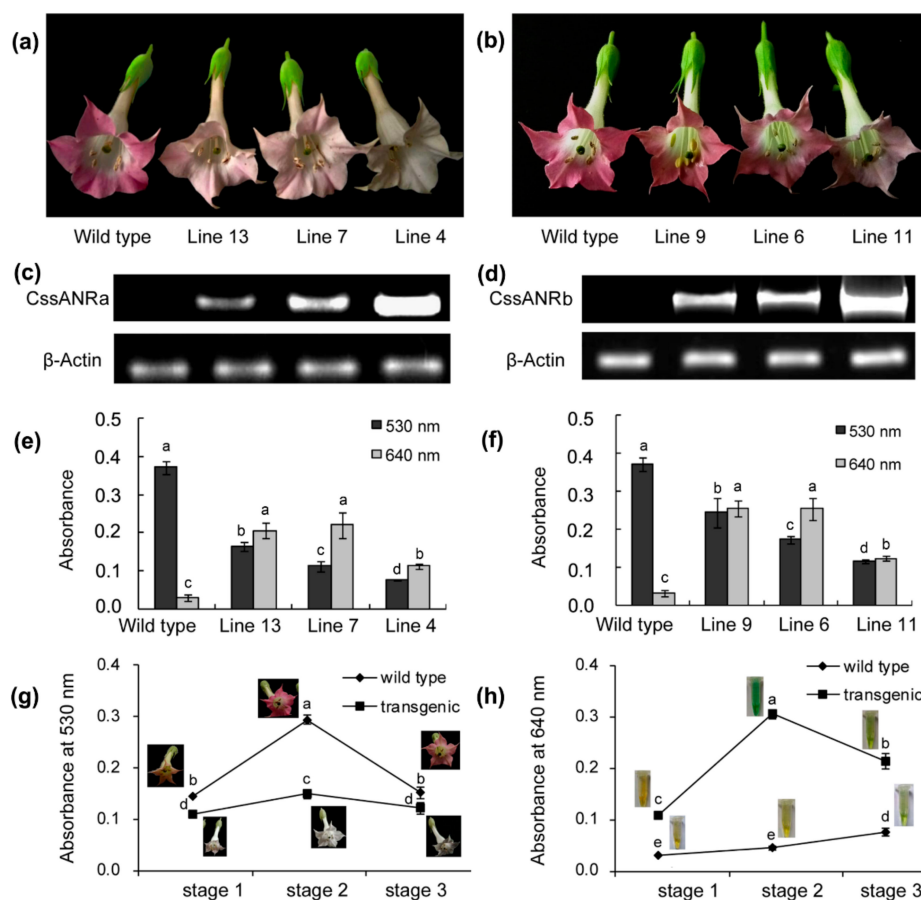 (a)
(b)
Wild type Line 13 Line 7 Line 4
Wild type Line 9 Line 6 Line 11
(c)
CssANRa
β-Actin
(d)
CssANRb
β-Actin
(e)
0.5
0.4
0.3
0.2
0.1
0.0
Absorbance
530 nm
640 nm
a
c
b
a
c
a
d
b
Wild type Line 13 Line 7 Line 4
(f)
0.5
0.4
0.3
0.2
0.1
0.0
Absorbance
530 nm
640 nm
a
c
b
a
c
a
d
b
Wild type Line 9 Line 6 Line 11
(g)
0.4
0.3
0.2
0.1
0.0
Absorbance at 530 nm
wild type
transgenic
a
b
b
d
c
d
stage 1 stage 2 stage 3
(h)
0.4
0.3
0.2
0.1
0.0
Absorbance at 640 nm
wild type
transgenic
a
b
c
e
e
d
stage 1 stage 2 stage 3